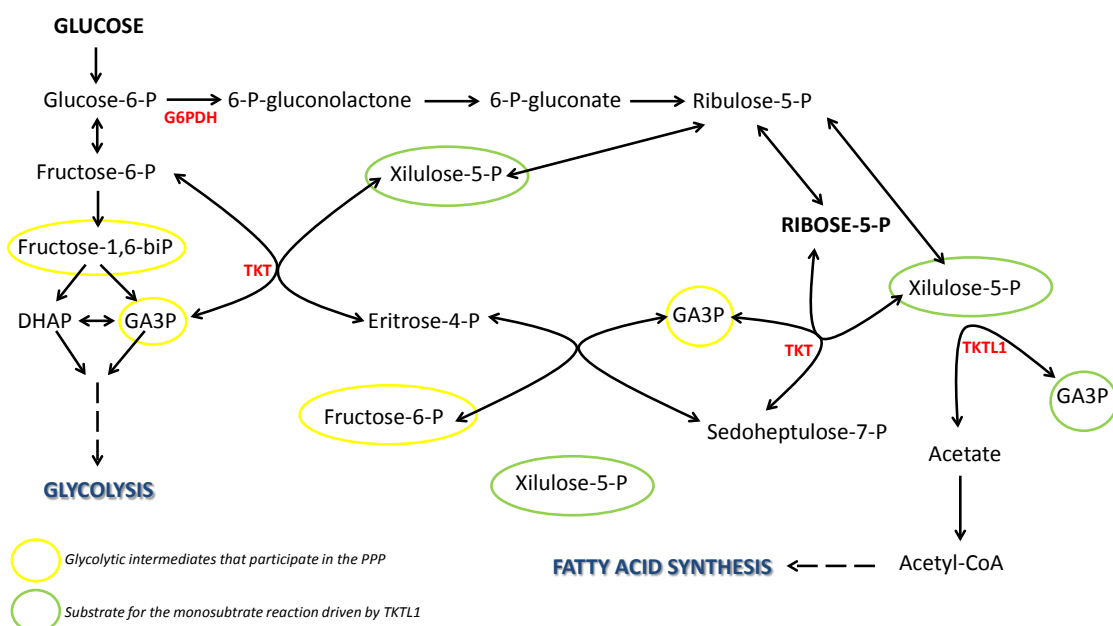 GLUCOSE
Glucose-6-P
G6PDH
6-P-gluconolactone
6-P-gluconate
Ribulose-5-P
Fructose-6-P
Xilulose-5-P
RIBOSE-5-P
Fructose-1,6-biP
TKT
Xilulose-5-P
DHAP
GA3P
Eritrose-4-P
GA3P
TKT
TKTL1
GA3P
Fructose-6-P
Sedoheptulose-7-P
Acetate
Xilulose-5-P
GLYCOLYSIS
Glycolytic intermediates that participate in the PPP
FATTY ACID SYNTHESIS
Acetyl-CoA
Substrate for the monosubtrate reaction driven by TKTL1